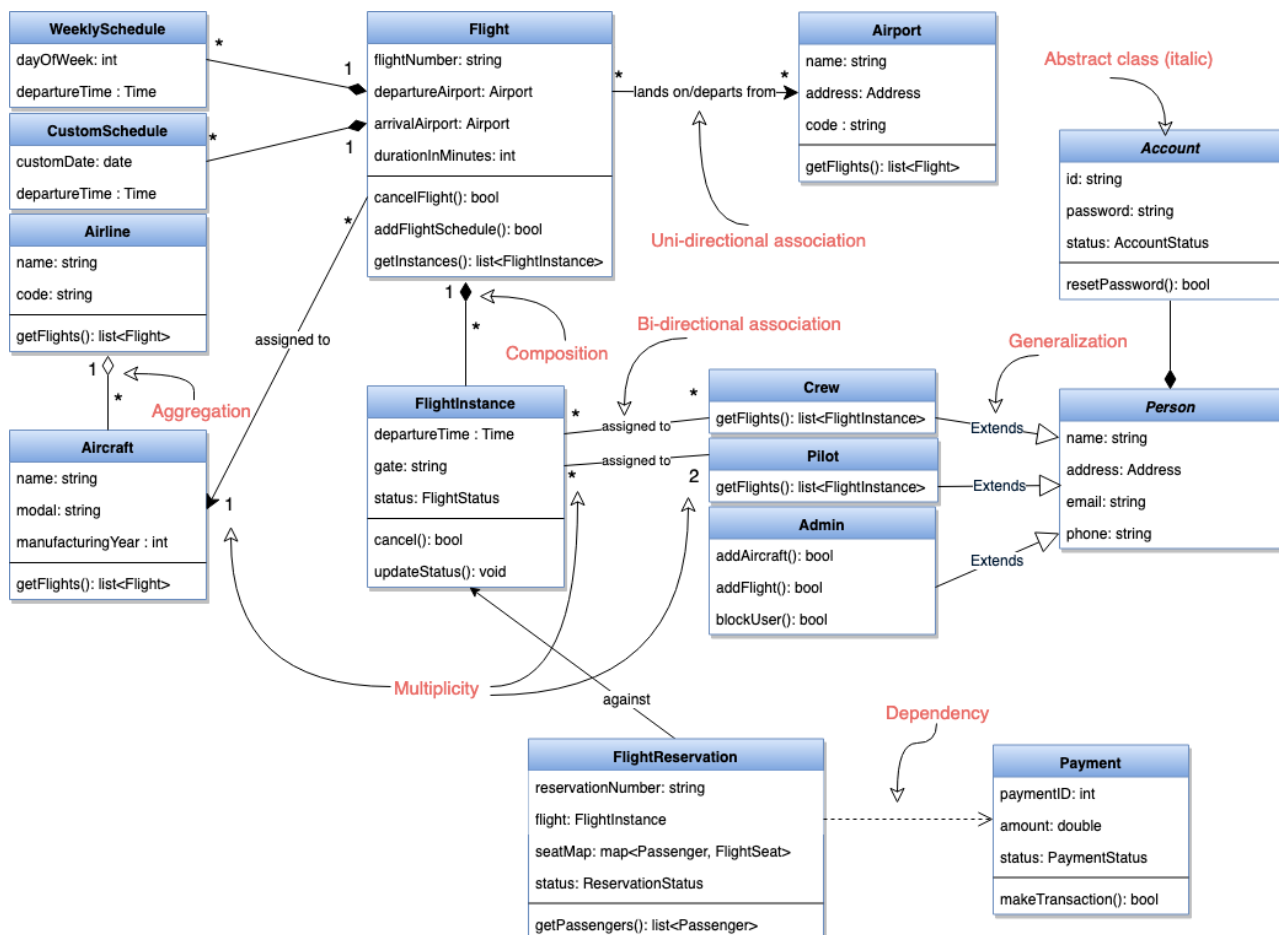 WeeklySchedule
dayOfWeek: int
departureTime : Time
*
1
CustomSchedule
customDate: date
departureTime : Time
*
1
Flight
flightNumber: string
departureAirport: Airport
arrivalAirport: Airport
durationInMinutes: int
cancelFlight(): bool
addFlightSchedule(): bool
getInstances(): list<FlightInstance>
*
lands on/departs from
*
Airport
name: string
address: Address
code : string
getFlights(): list<Flight>
Uni-directional association
Abstract class (italic)
Account
id: string
password: string
status: AccountStatus
resetPassword(): bool
Airline
name: string
code: string
getFlights(): list<Flight>
1
*
Aggregation
*
assigned to
1
Aircraft
name: string
modal: string
manufacturingYear : int
getFlights(): list<Flight>
1
*
Composition
Bi-directional association
Generalization
FlightInstance
departureTime : Time
gate: string
status: FlightStatus
cancel(): bool
updateStatus(): void
*
assigned to
*
*
assigned to
2
Crew
getFlights(): list<FlightInstance>
Pilot
getFlights(): list<FlightInstance>
Admin
addAircraft(): bool
addFlight(): bool
blockUser(): bool
Extends
Extends
Extends
Person
name: string
address: Address
email: string
phone: string
Multiplicity
against
Dependency
FlightReservation
reservationNumber: string
flight: FlightInstance
seatMap: map<Passenger, FlightSeat>
status: ReservationStatus
getPassengers(): list<Passenger>
Payment
paymentID: int
amount: double
status: PaymentStatus
makeTransaction(): bool